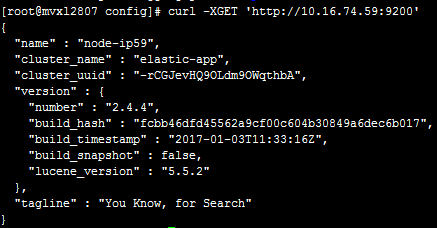 [root@mvxl2807 config]# curl -XGET 'http://10.16.74.59:9200'
{
  "name" : "node-ip59",
  "cluster_name" : "elastic-app",
  "cluster_uuid" : "-rCGJevHQ9OLdm9OWqthbA",
  "version" : {
    "number" : "2.4.4",
    "build_hash" : "fcbb46dfd45562a9cf00c604b30849a6dec6b017",
    "build_timestamp" : "2017-01-03T11:33:16Z",
    "build_snapshot" : false,
    "lucene_version" : "5.5.2"
  },
  "tagline" : "You Know, for Search"
}